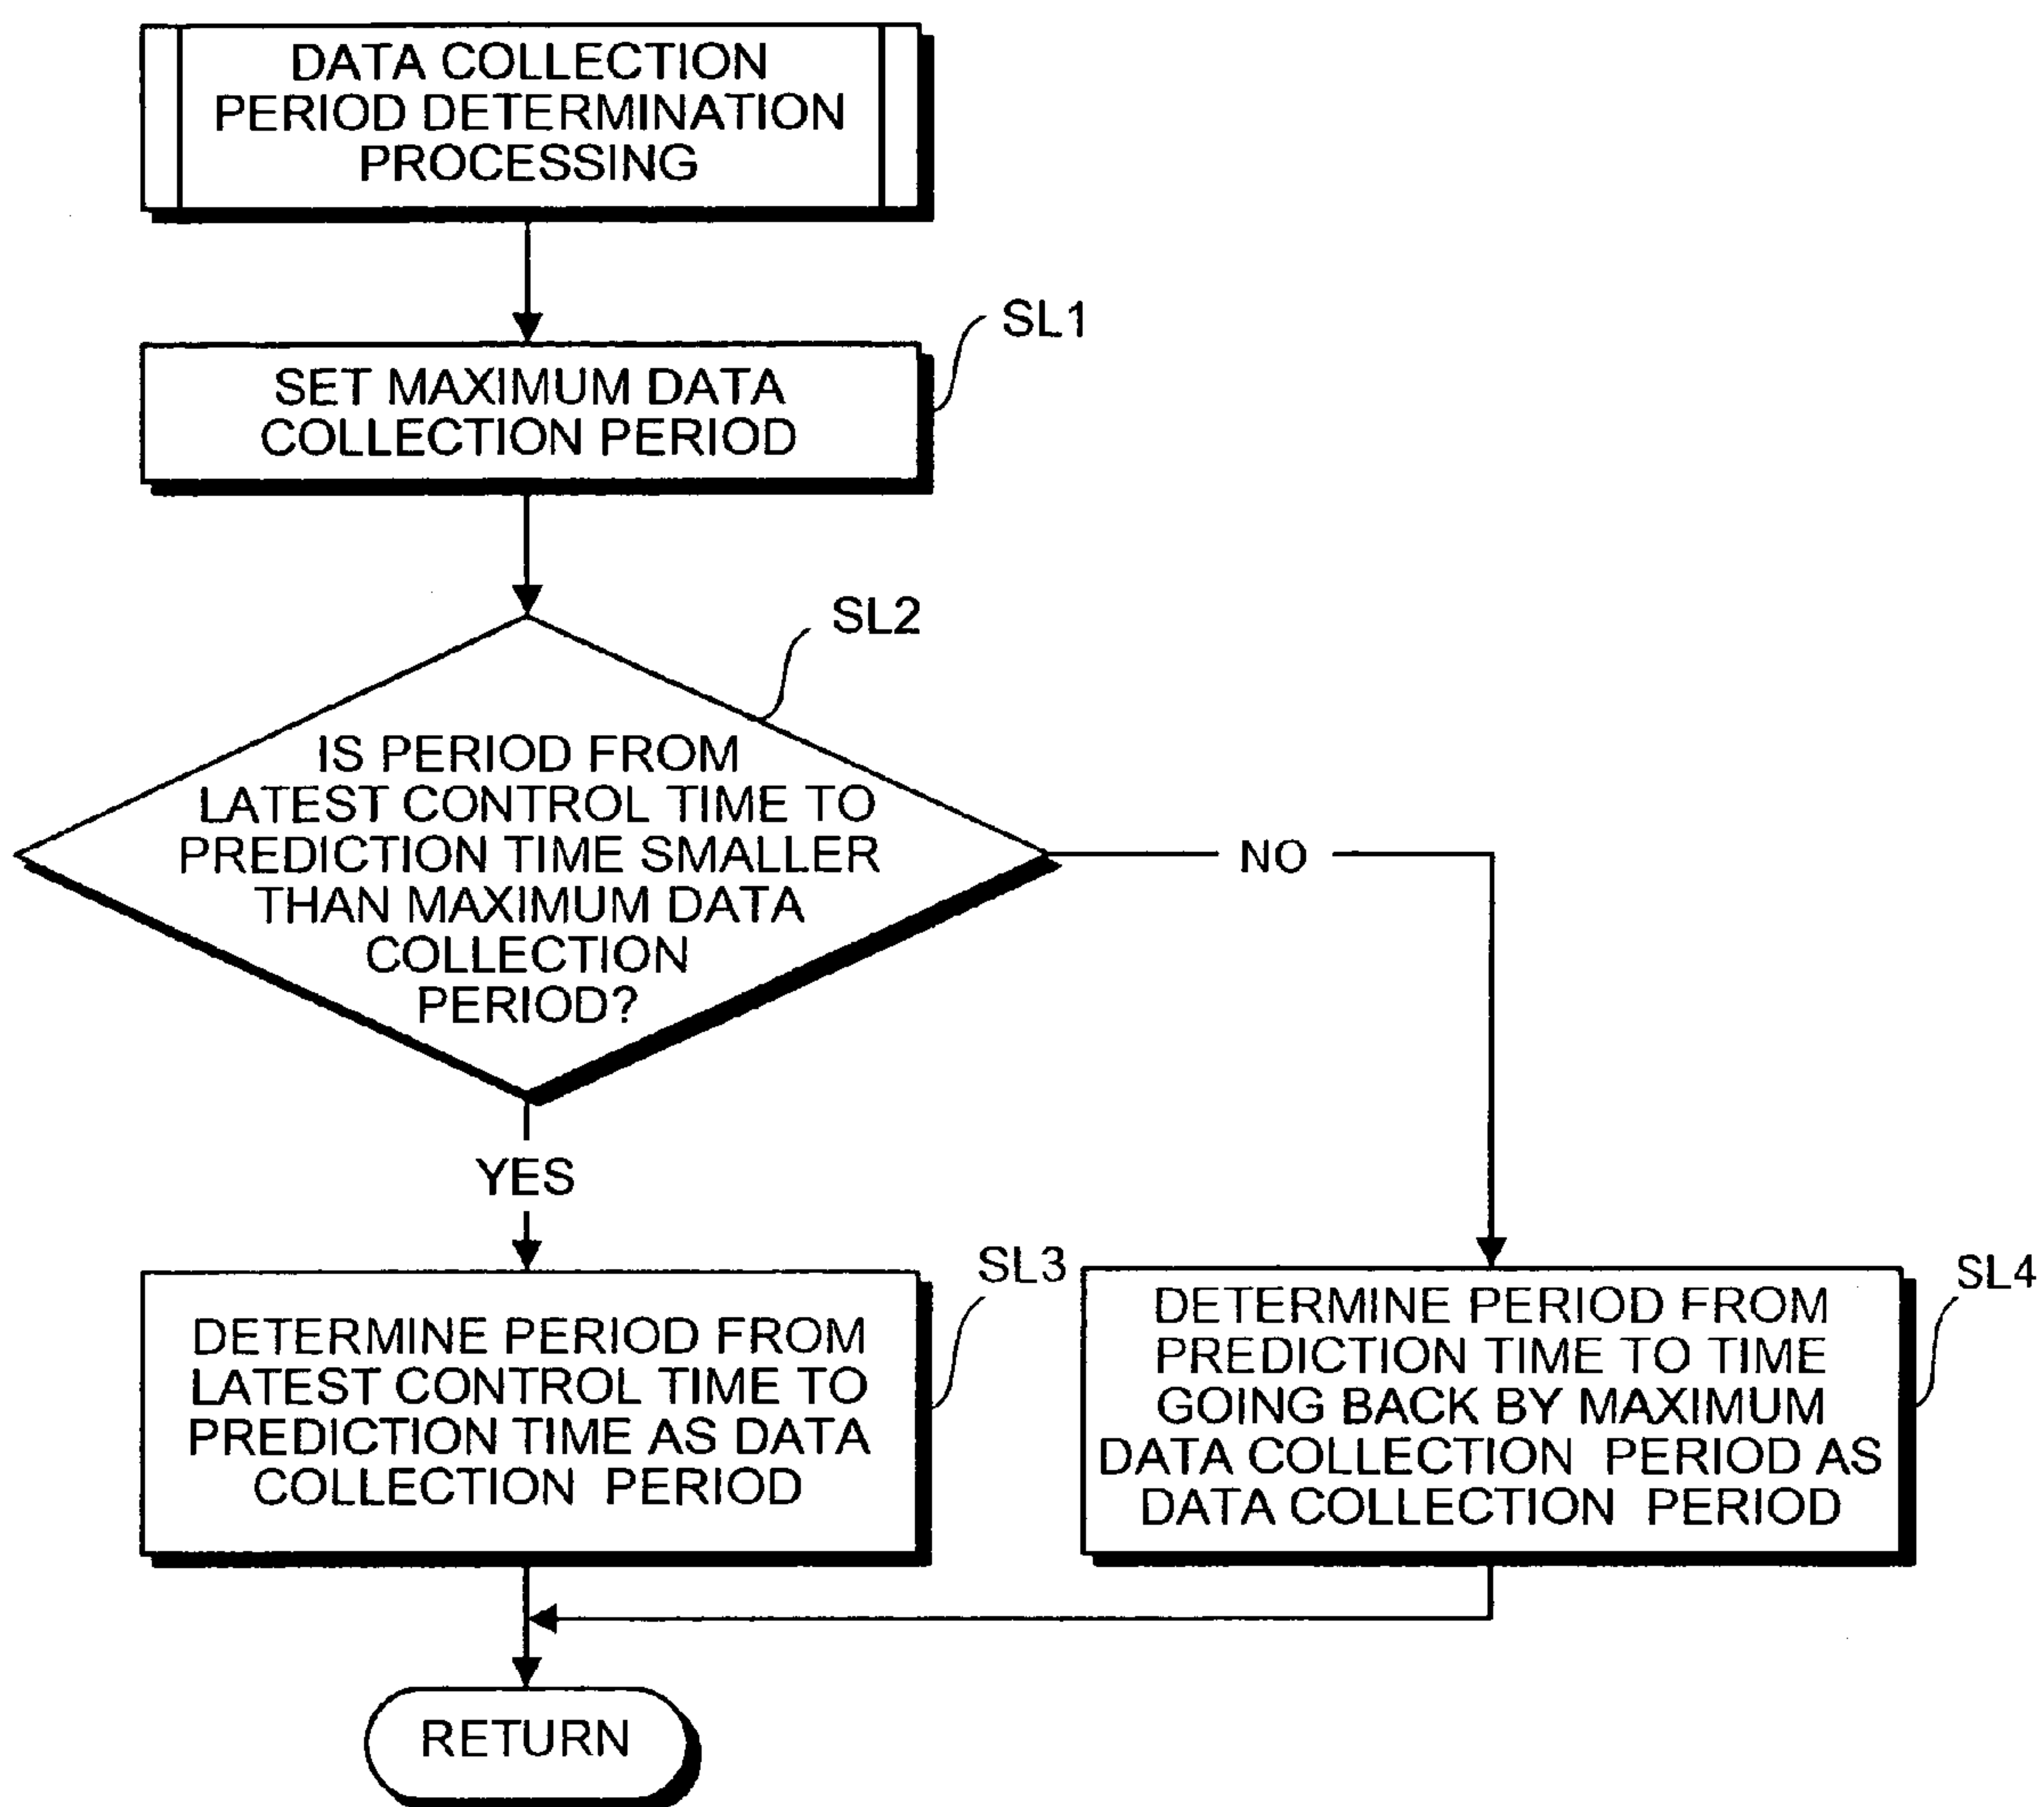 DATA COLLECTION
PERIOD DETERMINATION
PROCESSING
SL1
SET MAXIMUM DATA
COLLECTION PERIOD
SL2
IS PERIOD FROM
LATEST CONTROL TIME TO
PREDICTION TIME SMALLER
THAN MAXIMUM DATA
COLLECTION
PERIOD?
NO
YES
SL3
DETERMINE PERIOD FROM
LATEST CONTROL TIME TO
PREDICTION TIME AS DATA
COLLECTION PERIOD
SL4
DETERMINE PERIOD FROM
PREDICTION TIME TO TIME
GOING BACK BY MAXIMUM
DATA COLLECTION PERIOD AS
DATA COLLECTION PERIOD
RETURN